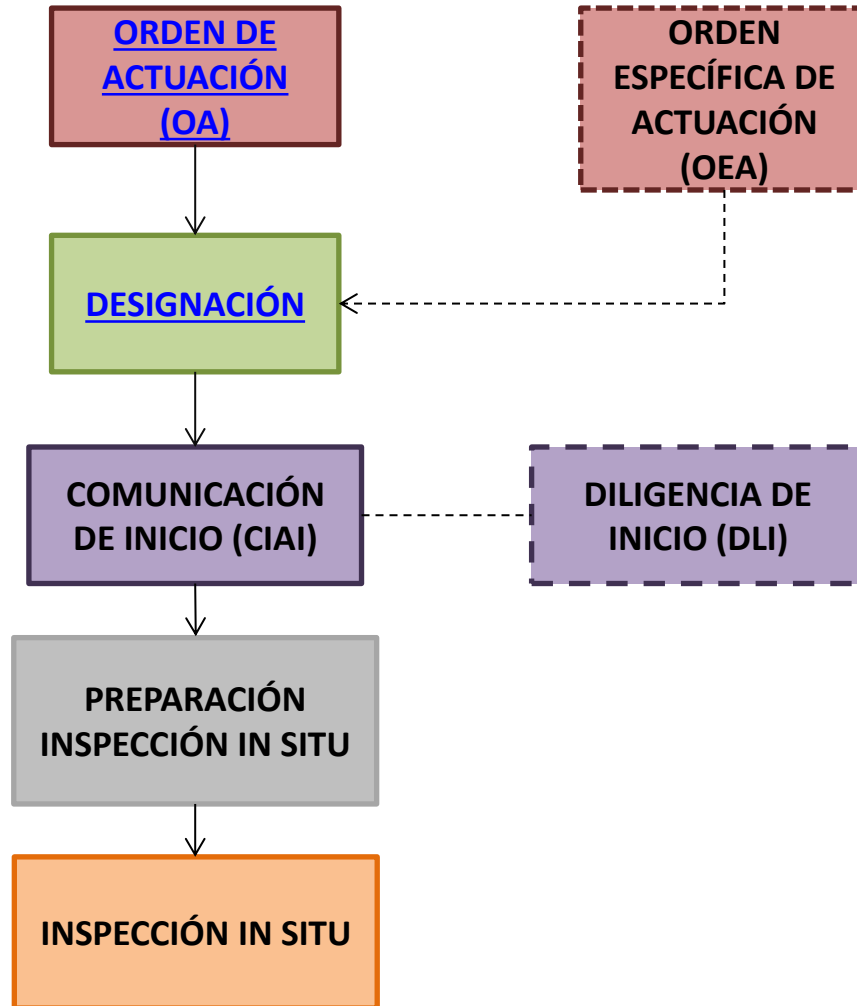 ORDEN DE
ACTUACIÓN
(OA)
ORDEN
ESPECÍFICA DE
ACTUACIÓN
(OEA)
DESIGNACIÓN
COMUNICACIÓN
DE INICIO (CIAI)
DILIGENCIA DE
INICIO (DLI)
PREPARACIÓN
INSPECCIÓN IN SITU
INSPECCIÓN IN SITU